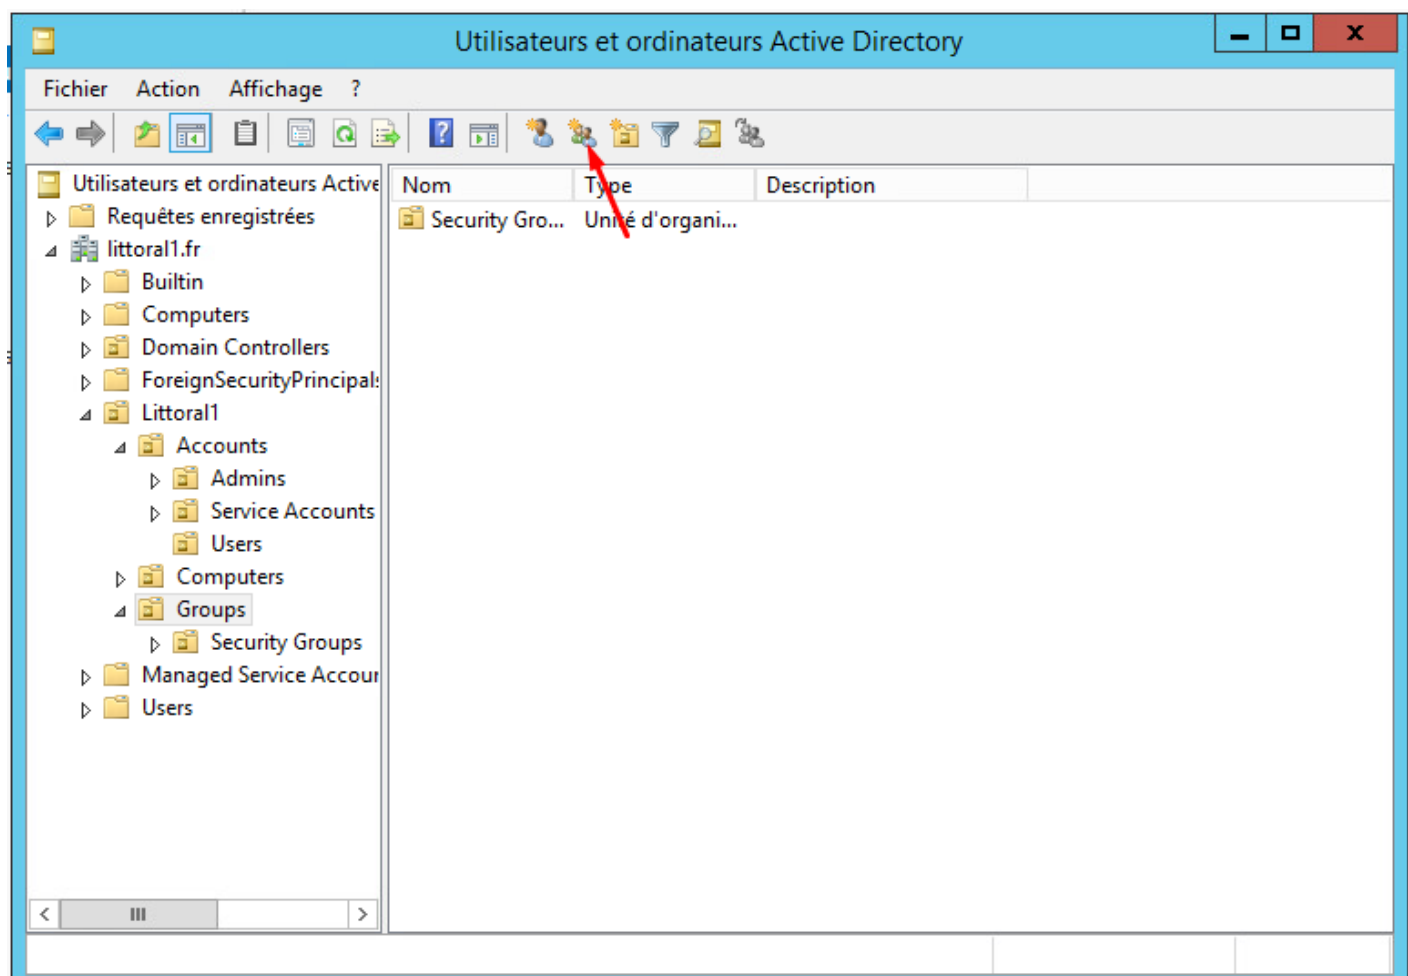 Utilisateurs et ordinateurs Active Directory
Fichier Action Affichage ?
Utilisateurs et ordinateurs Active
Requêtes enregistrées
littoral1.fr
Builtin
Computers
Domain Controllers
ForeignSecurityPrincipals
Littoral1
Accounts
Admins
Service Accounts
Users
Computers
Groups
Security Groups
Managed Service Accour
Users
Nom Type Description
Security Gro... Unité d'organi...